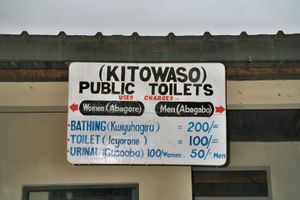 (KITOWASO)
PUBLIC TOILETS
USER CHARGES:-
Women (Abagore) Men (Abagabo)
BATHING (Kwiyuhagira) = 200/=
TOILET (Icyorone) = 100/=
URINAL (Gusooba) 100/Women 50/= Men